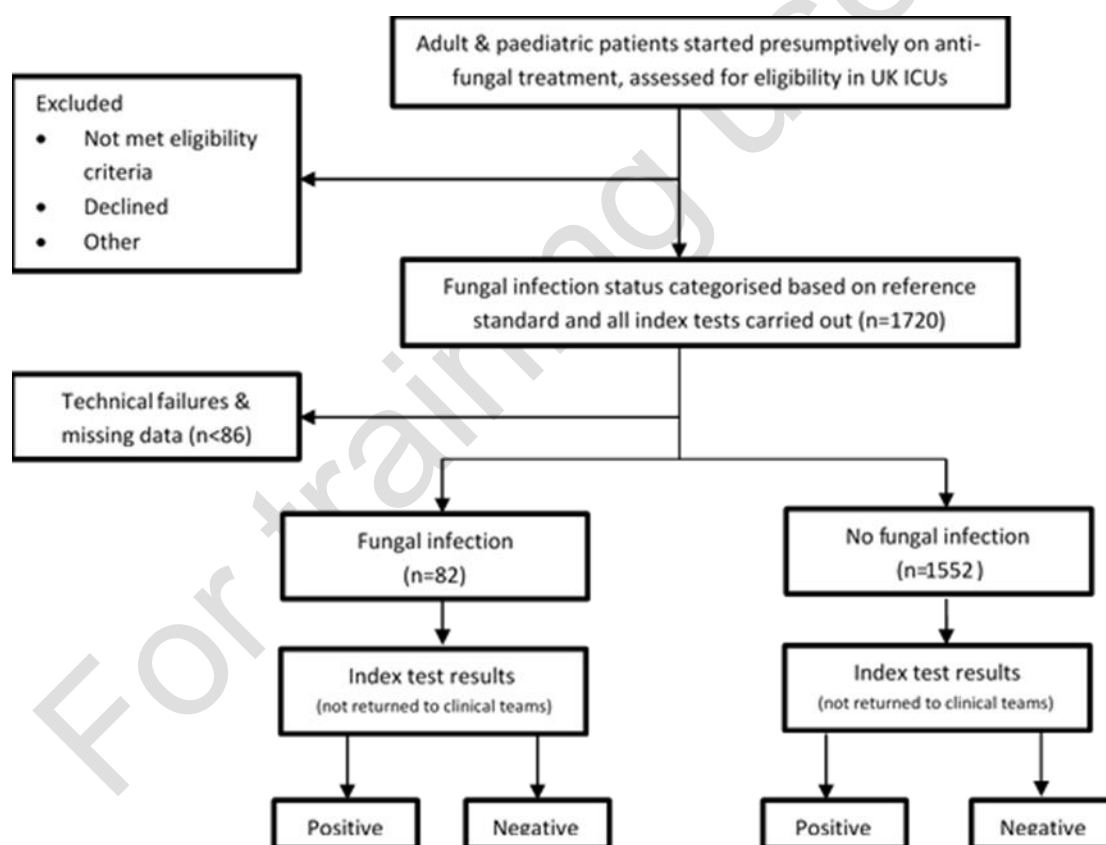 Adult & paediatric patients started presumptively on anti-
fungal treatment, assessed for eligibility in UK ICUs
Excluded
• Not met eligibility
criteria
• Declined
• Other
Fungal infection status categorised based on reference
standard and all index tests carried out (n=1720)
Technical failures &
missing data (n<86)
Fungal infection
(n=82)
No fungal infection
(n=1552 )
Index test results
(not returned to clinical teams)
Index test results
(not returned to clinical teams)
Positive
Negative
Positive
Negative
For training